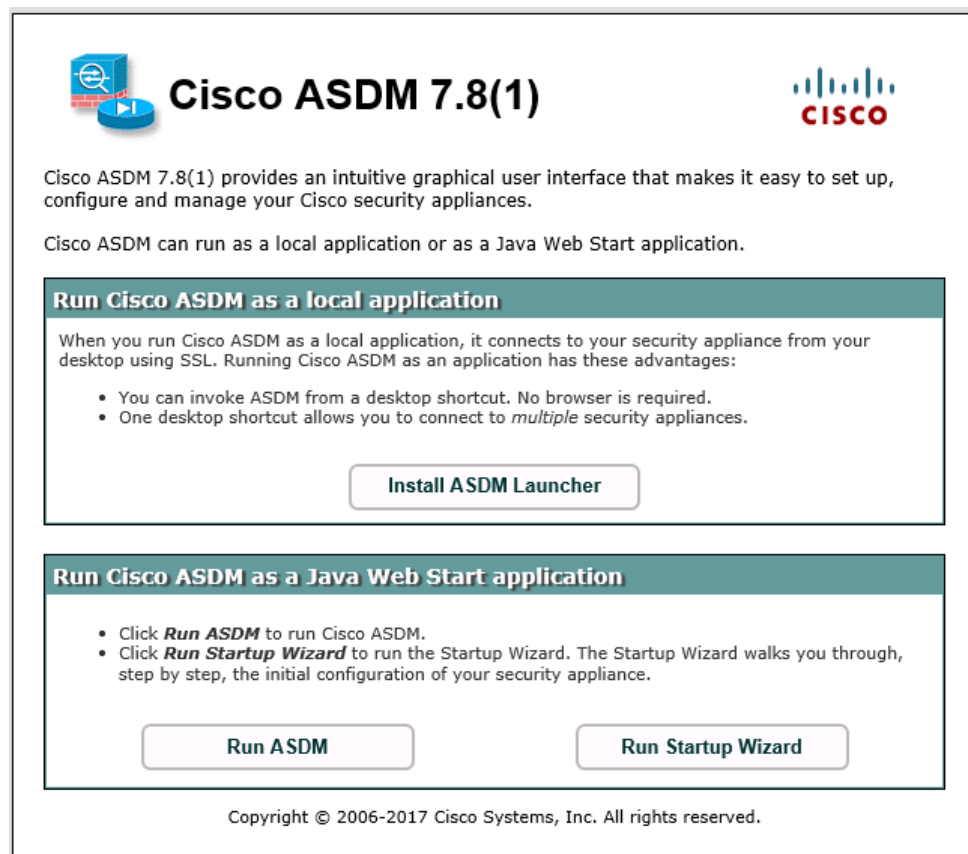 Cisco ASDM 7.8(1)
CISCO
Cisco ASDM 7.8(1) provides an intuitive graphical user interface that makes it easy to set up,
configure and manage your Cisco security appliances.
Cisco ASDM can run as a local application or as a Java Web Start application.
Run Cisco ASDM as a local application
When you run Cisco ASDM as a local application, it connects to your security appliance from your
desktop using SSL. Running Cisco ASDM as an application has these advantages:
• You can invoke ASDM from a desktop shortcut. No browser is required.
• One desktop shortcut allows you to connect to multiple security appliances.
Install ASDM Launcher
Run Cisco ASDM as a Java Web Start application
• Click Run ASDM to run Cisco ASDM.
• Click Run Startup Wizard to run the Startup Wizard. The Startup Wizard walks you through,
step by step, the initial configuration of your security appliance.
Run ASDM
Run Startup Wizard
Copyright © 2006-2017 Cisco Systems, Inc. All rights reserved.